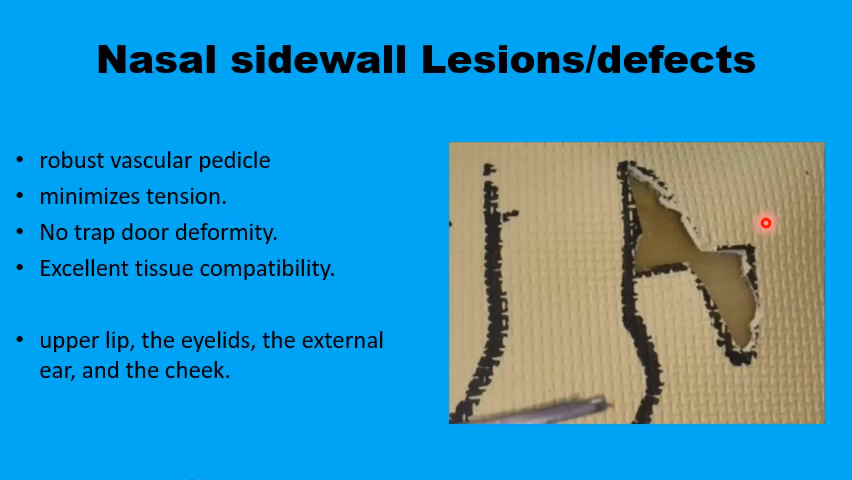 Nasal sidewall Lesions/defects
• robust vascular pedicle
• minimizes tension.
• No trap door deformity.
• Excellent tissue compatibility.
• upper lip, the eyelids, the external
ear, and the cheek.